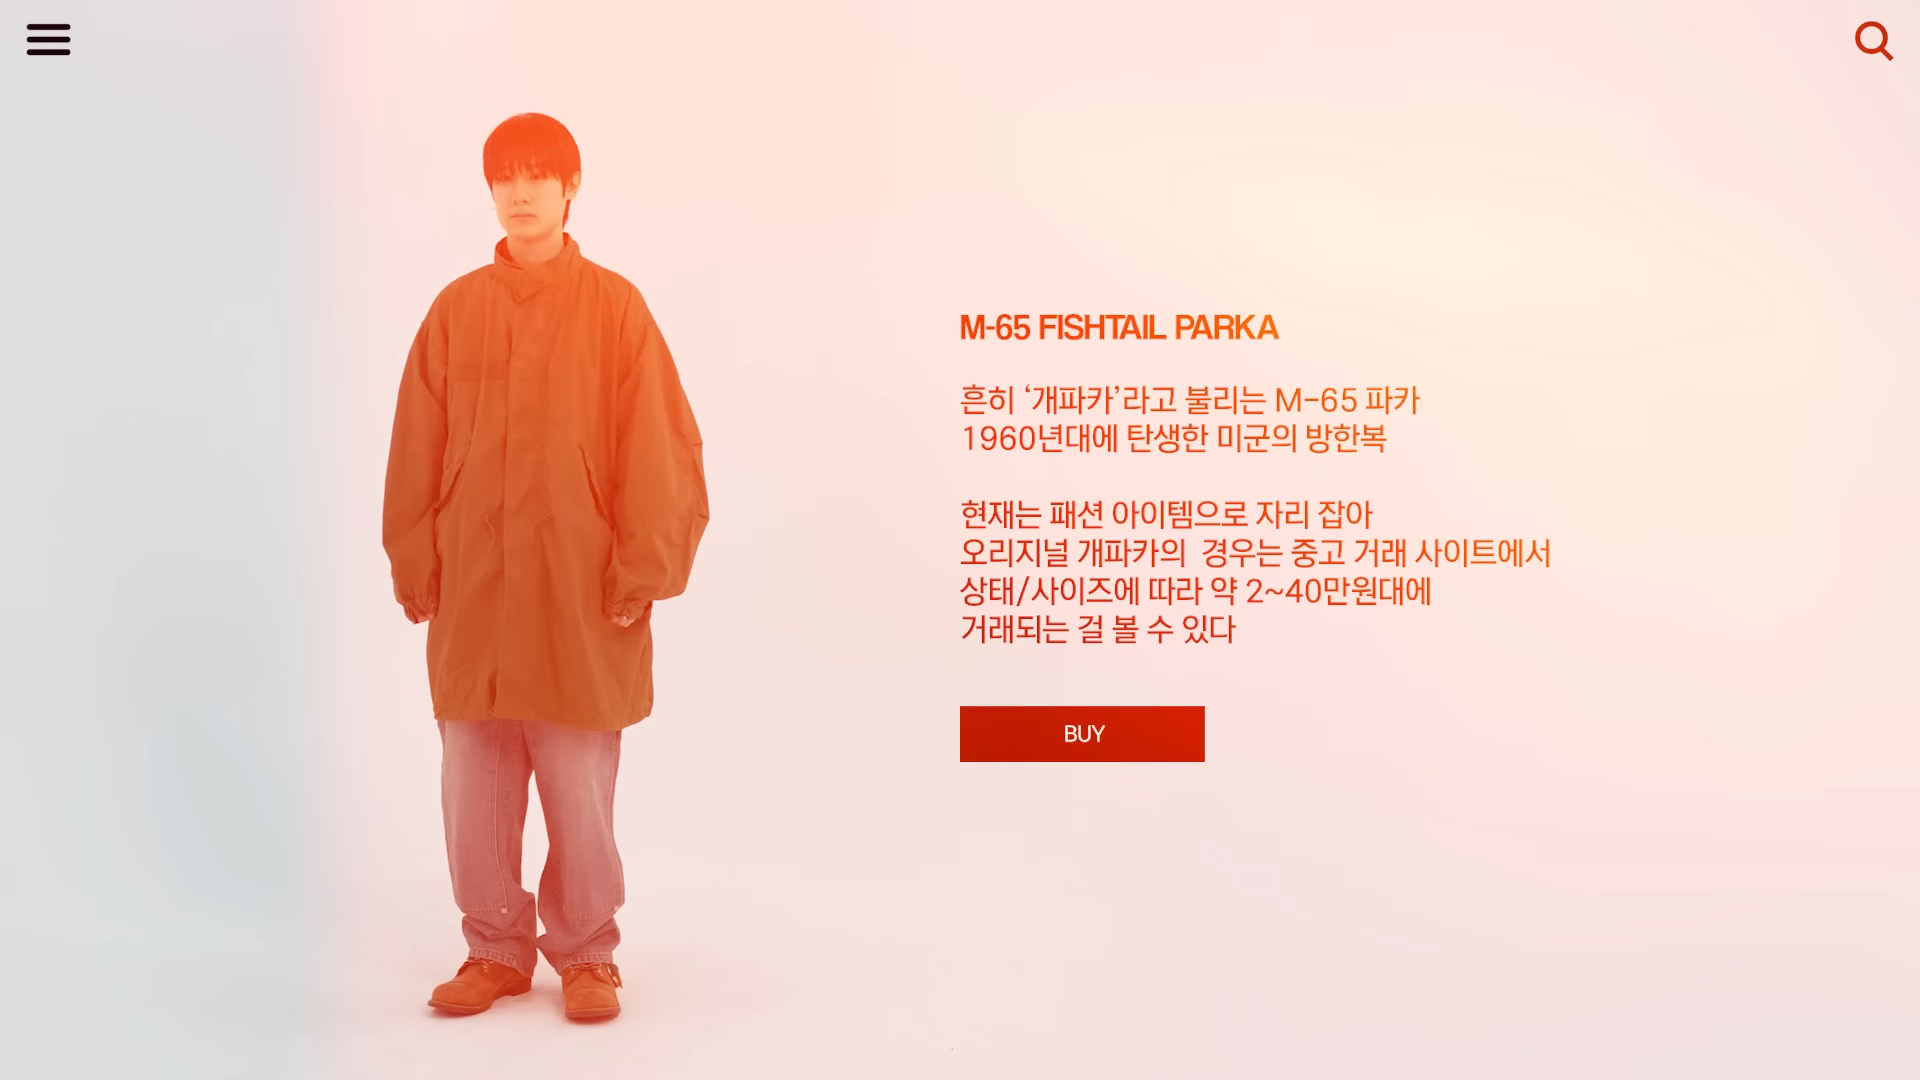 M-65 FISHTAIL PARKA
흔히 ‘개파카’라고 불리는 M-65 파카
1960년대에 탄생한 미군의 방한복
현재는 패션 아이템으로 자리 잡아
오리지널 개파카의 경우는 중고 거래 사이트에서
상태/사이즈에 따라 약 2~40만원대에
거래되는 걸 볼 수 있다
BUY